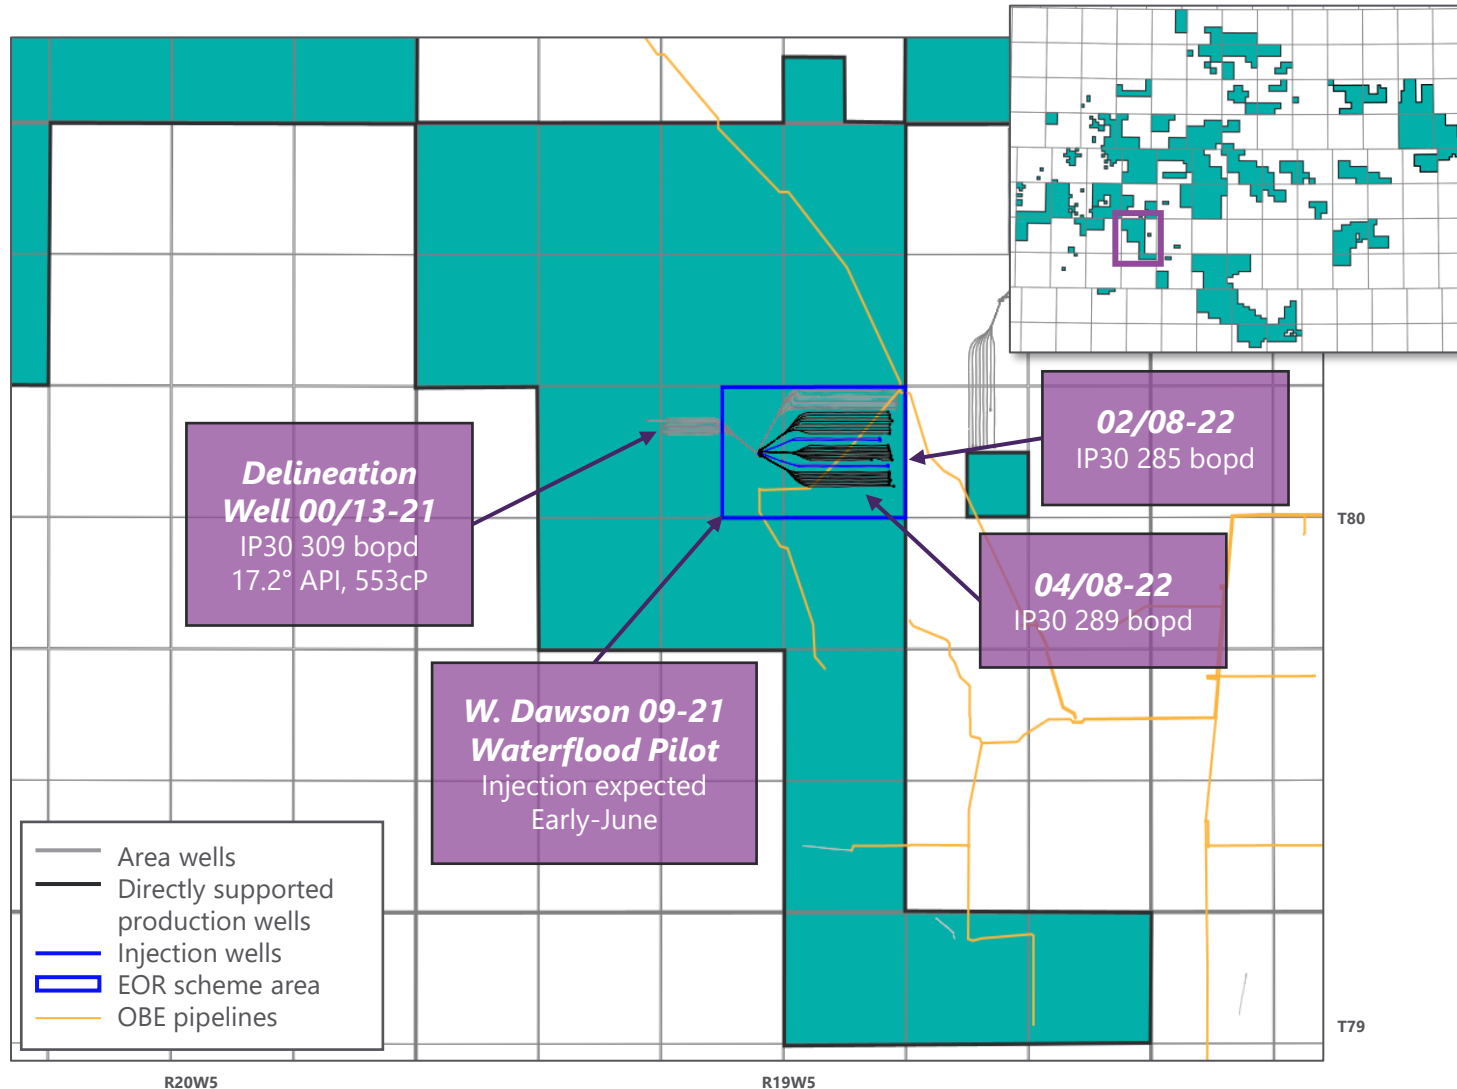 02/08-22
IP30 285 bopd
Delineation
Well 00/13-21
IP30 309 bopd
17.2° API, 553cP
T80
04/08-22
IP30 289 bopd
W. Dawson 09-21
Waterflood Pilot
Injection expected
Early-June
Area wells
Directly supported
production wells
Injection wells
EOR scheme area
OBE pipelines
T79
R20W5
R19W5